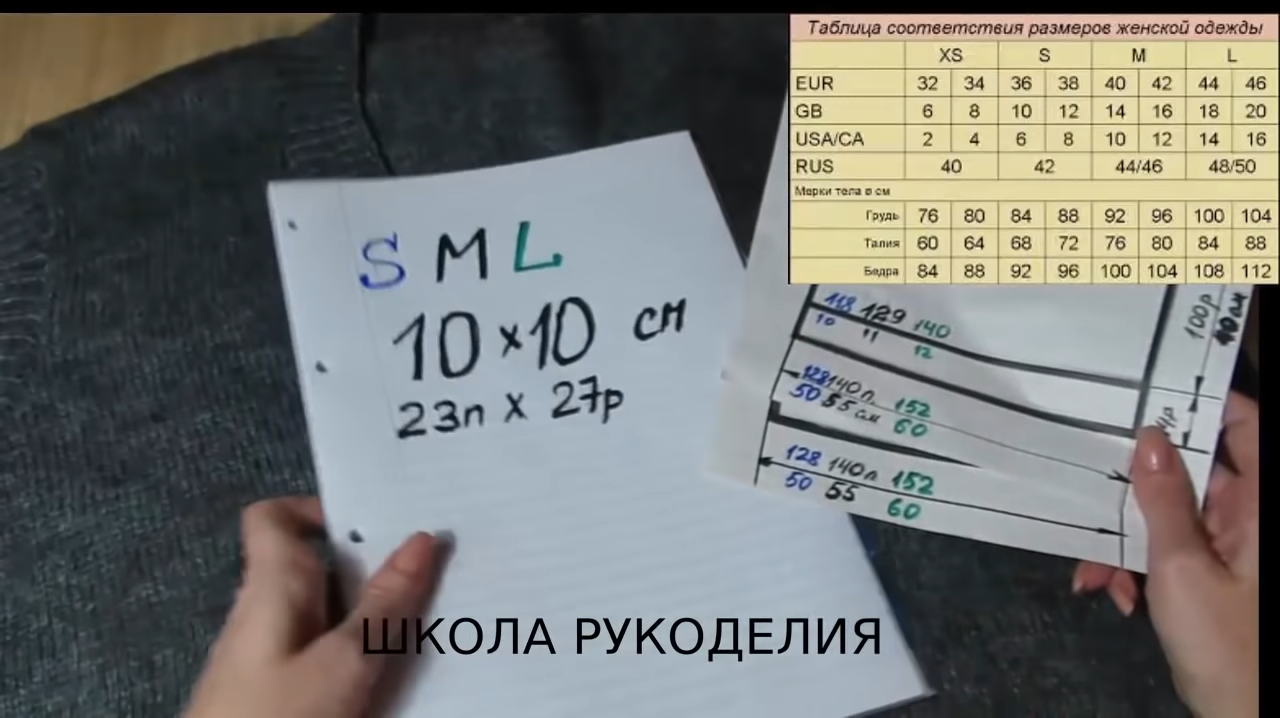 Таблица соответствия размеров женской одежды
XS S M L
EUR 32 34 36 38 40 42 44 46
GB 6 8 10 12 14 16 18 20
USA/CA 2 4 6 8 10 12 14 16
RUS 40 42 44/46 48/50
Мерки тела в см
Грудь 76 80 84 88 92 96 100 104
Талия 60 64 68 72 76 80 84 88
Бедра 84 88 92 96 100 104 108 112
S M L
10 x 10 см
23п x 27р
118 129 140
10 11 12
128 140п. 152
50 55 см 60
128 140п 152
50 55 60
100р
40 см
ШКОЛА РУКОДЕЛИЯ